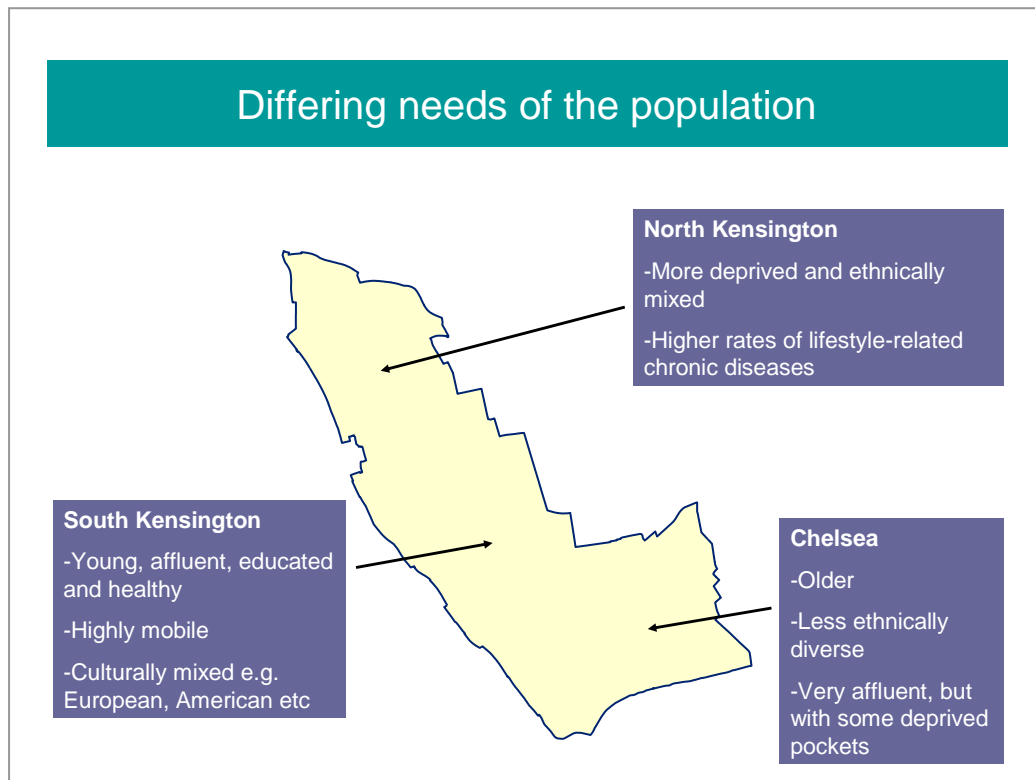 Differing needs of the population
North Kensington
-More deprived and ethnically
mixed
-Higher rates of lifestyle-related
chronic diseases
South Kensington
-Young, affluent, educated
and healthy
-Highly mobile
-Culturally mixed e.g.
European, American etc
Chelsea
-Older
-Less ethnically
diverse
-Very affluent, but
with some deprived
pockets